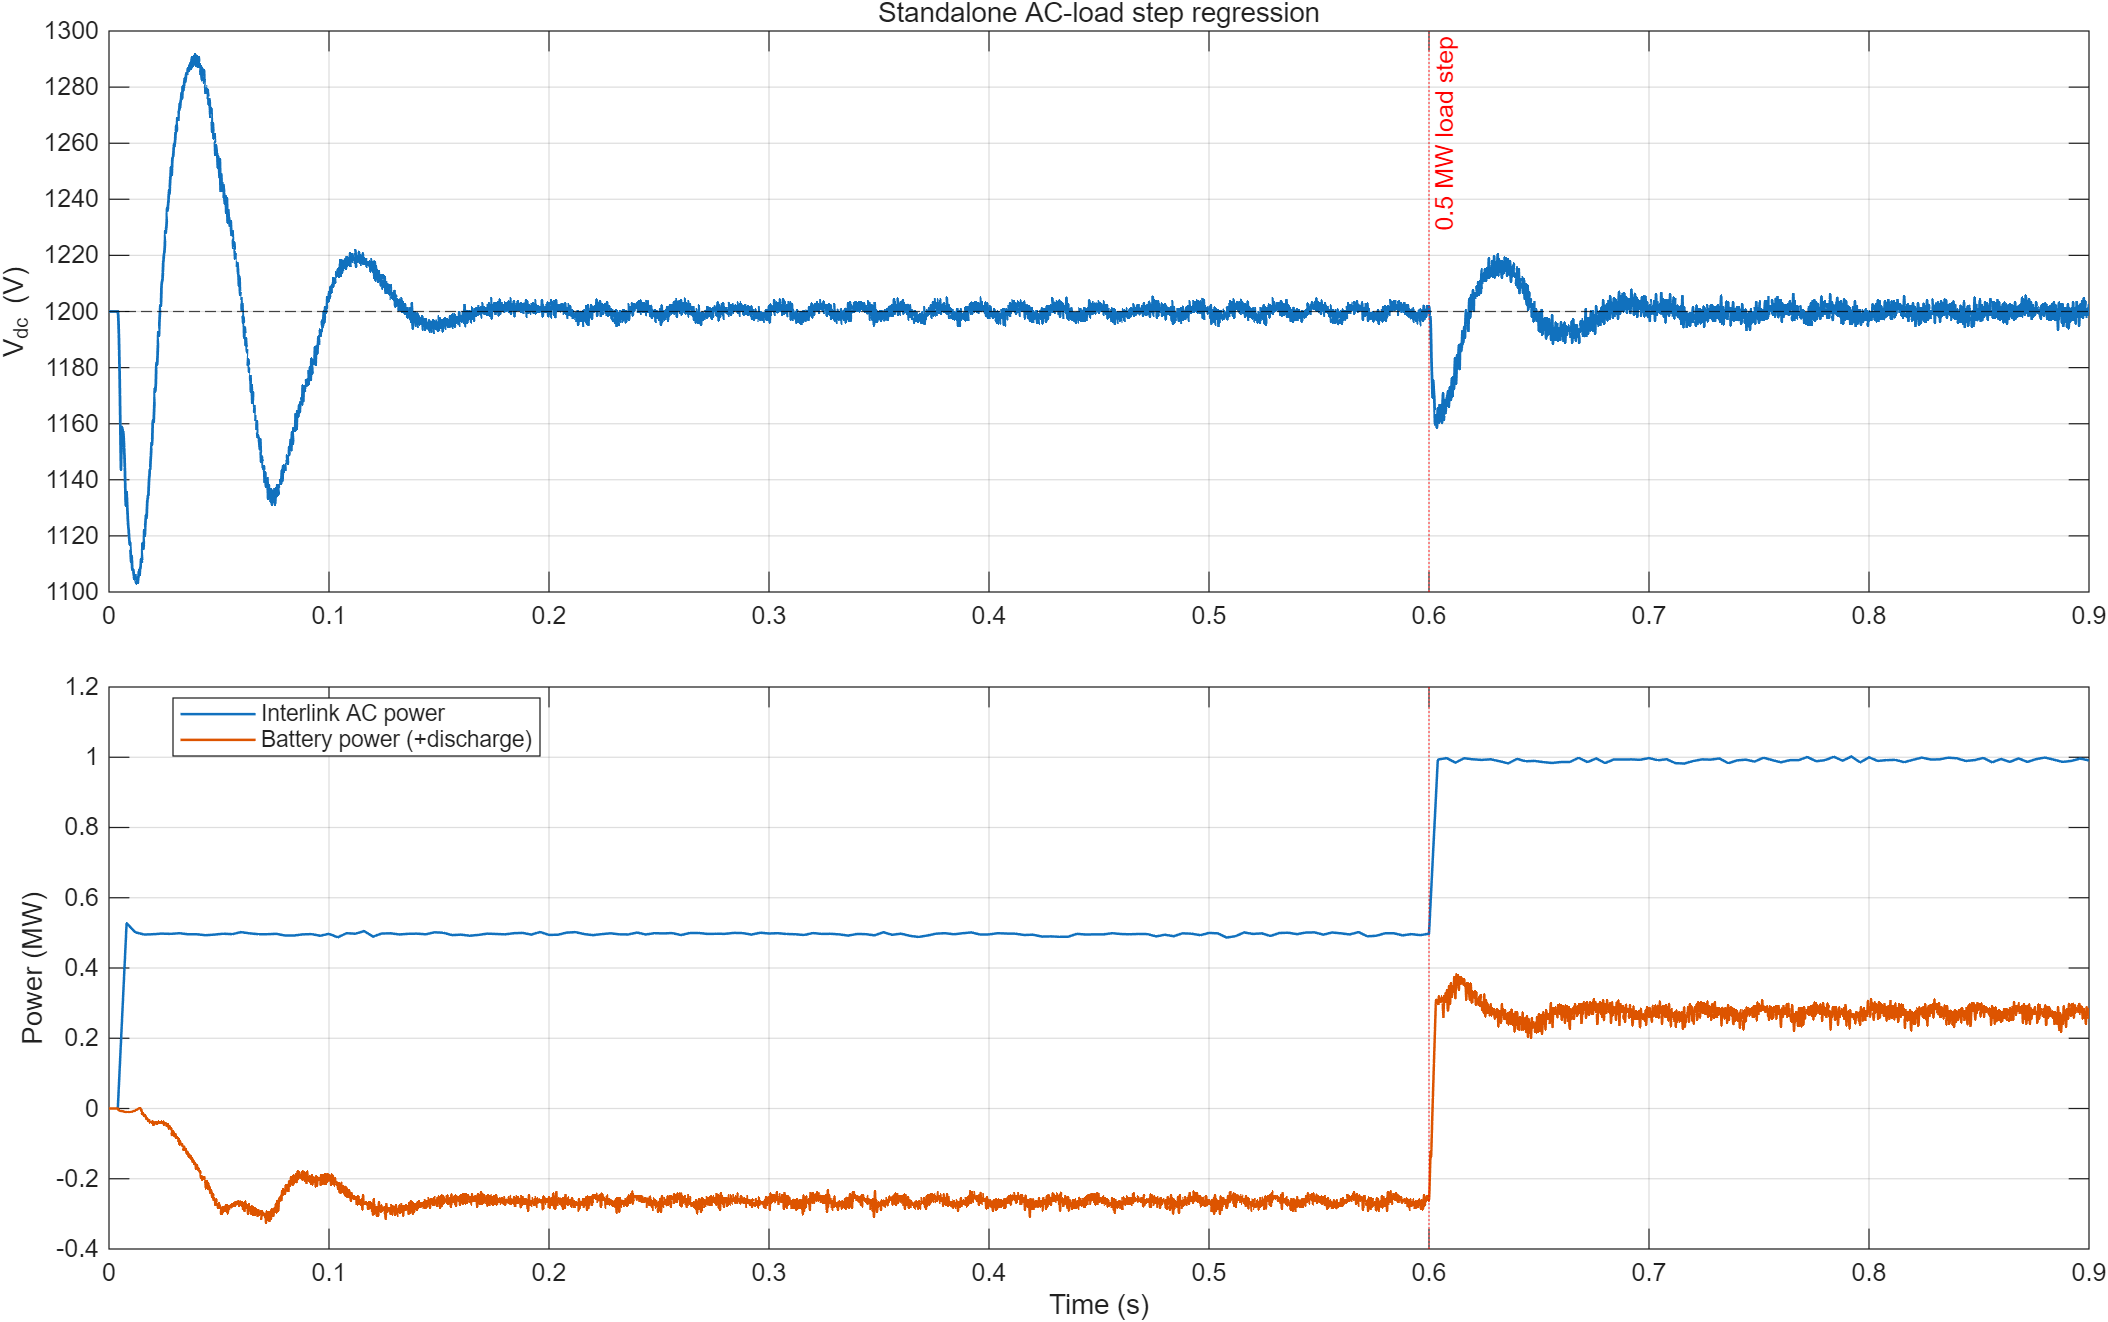 Standalone AC-load step regression
1300
1280
1260
1240
1220
1200
1180
1160
1140
1120
1100
V_dc (V)
0.5 MW load step
0 0.1 0.2 0.3 0.4 0.5 0.6 0.7 0.8 0.9
1.2
1
0.8
0.6
0.4
0.2
0
-0.2
-0.4
Power (MW)
Interlink AC power
Battery power (+discharge)
0 0.1 0.2 0.3 0.4 0.5 0.6 0.7 0.8 0.9
Time (s)